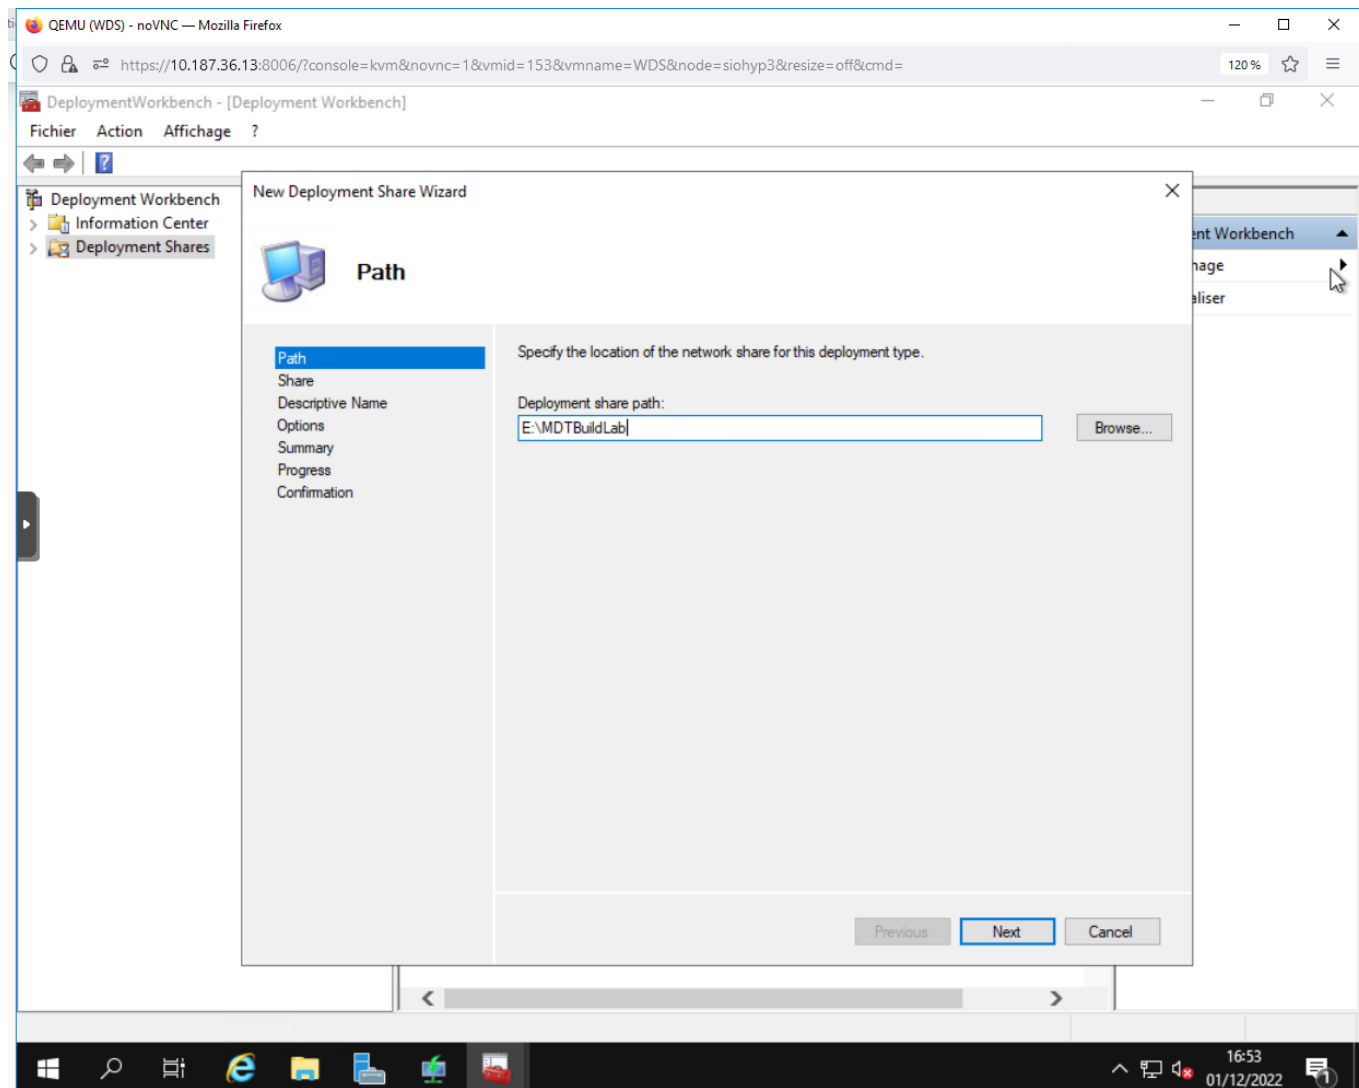 QEMU (WDS) - noVNC — Mozilla Firefox
https://10.187.36.13:8006/?console=kvm&novnc=1&vmid=153&vmname=WDS&node=siohyp3&resize=off&cmd=
120 %
DeploymentWorkbench - [Deployment Workbench]
Fichier Action Affichage ?
Deployment Workbench
Information Center
Deployment Shares
New Deployment Share Wizard
Path
Path
Share
Descriptive Name
Options
Summary
Progress
Confirmation
Specify the location of the network share for this deployment type.
Deployment share path:
E:\MDTBuildLab
Browse...
Previous Next Cancel
ent Workbench
hage
aliser
16:53
01/12/2022
1